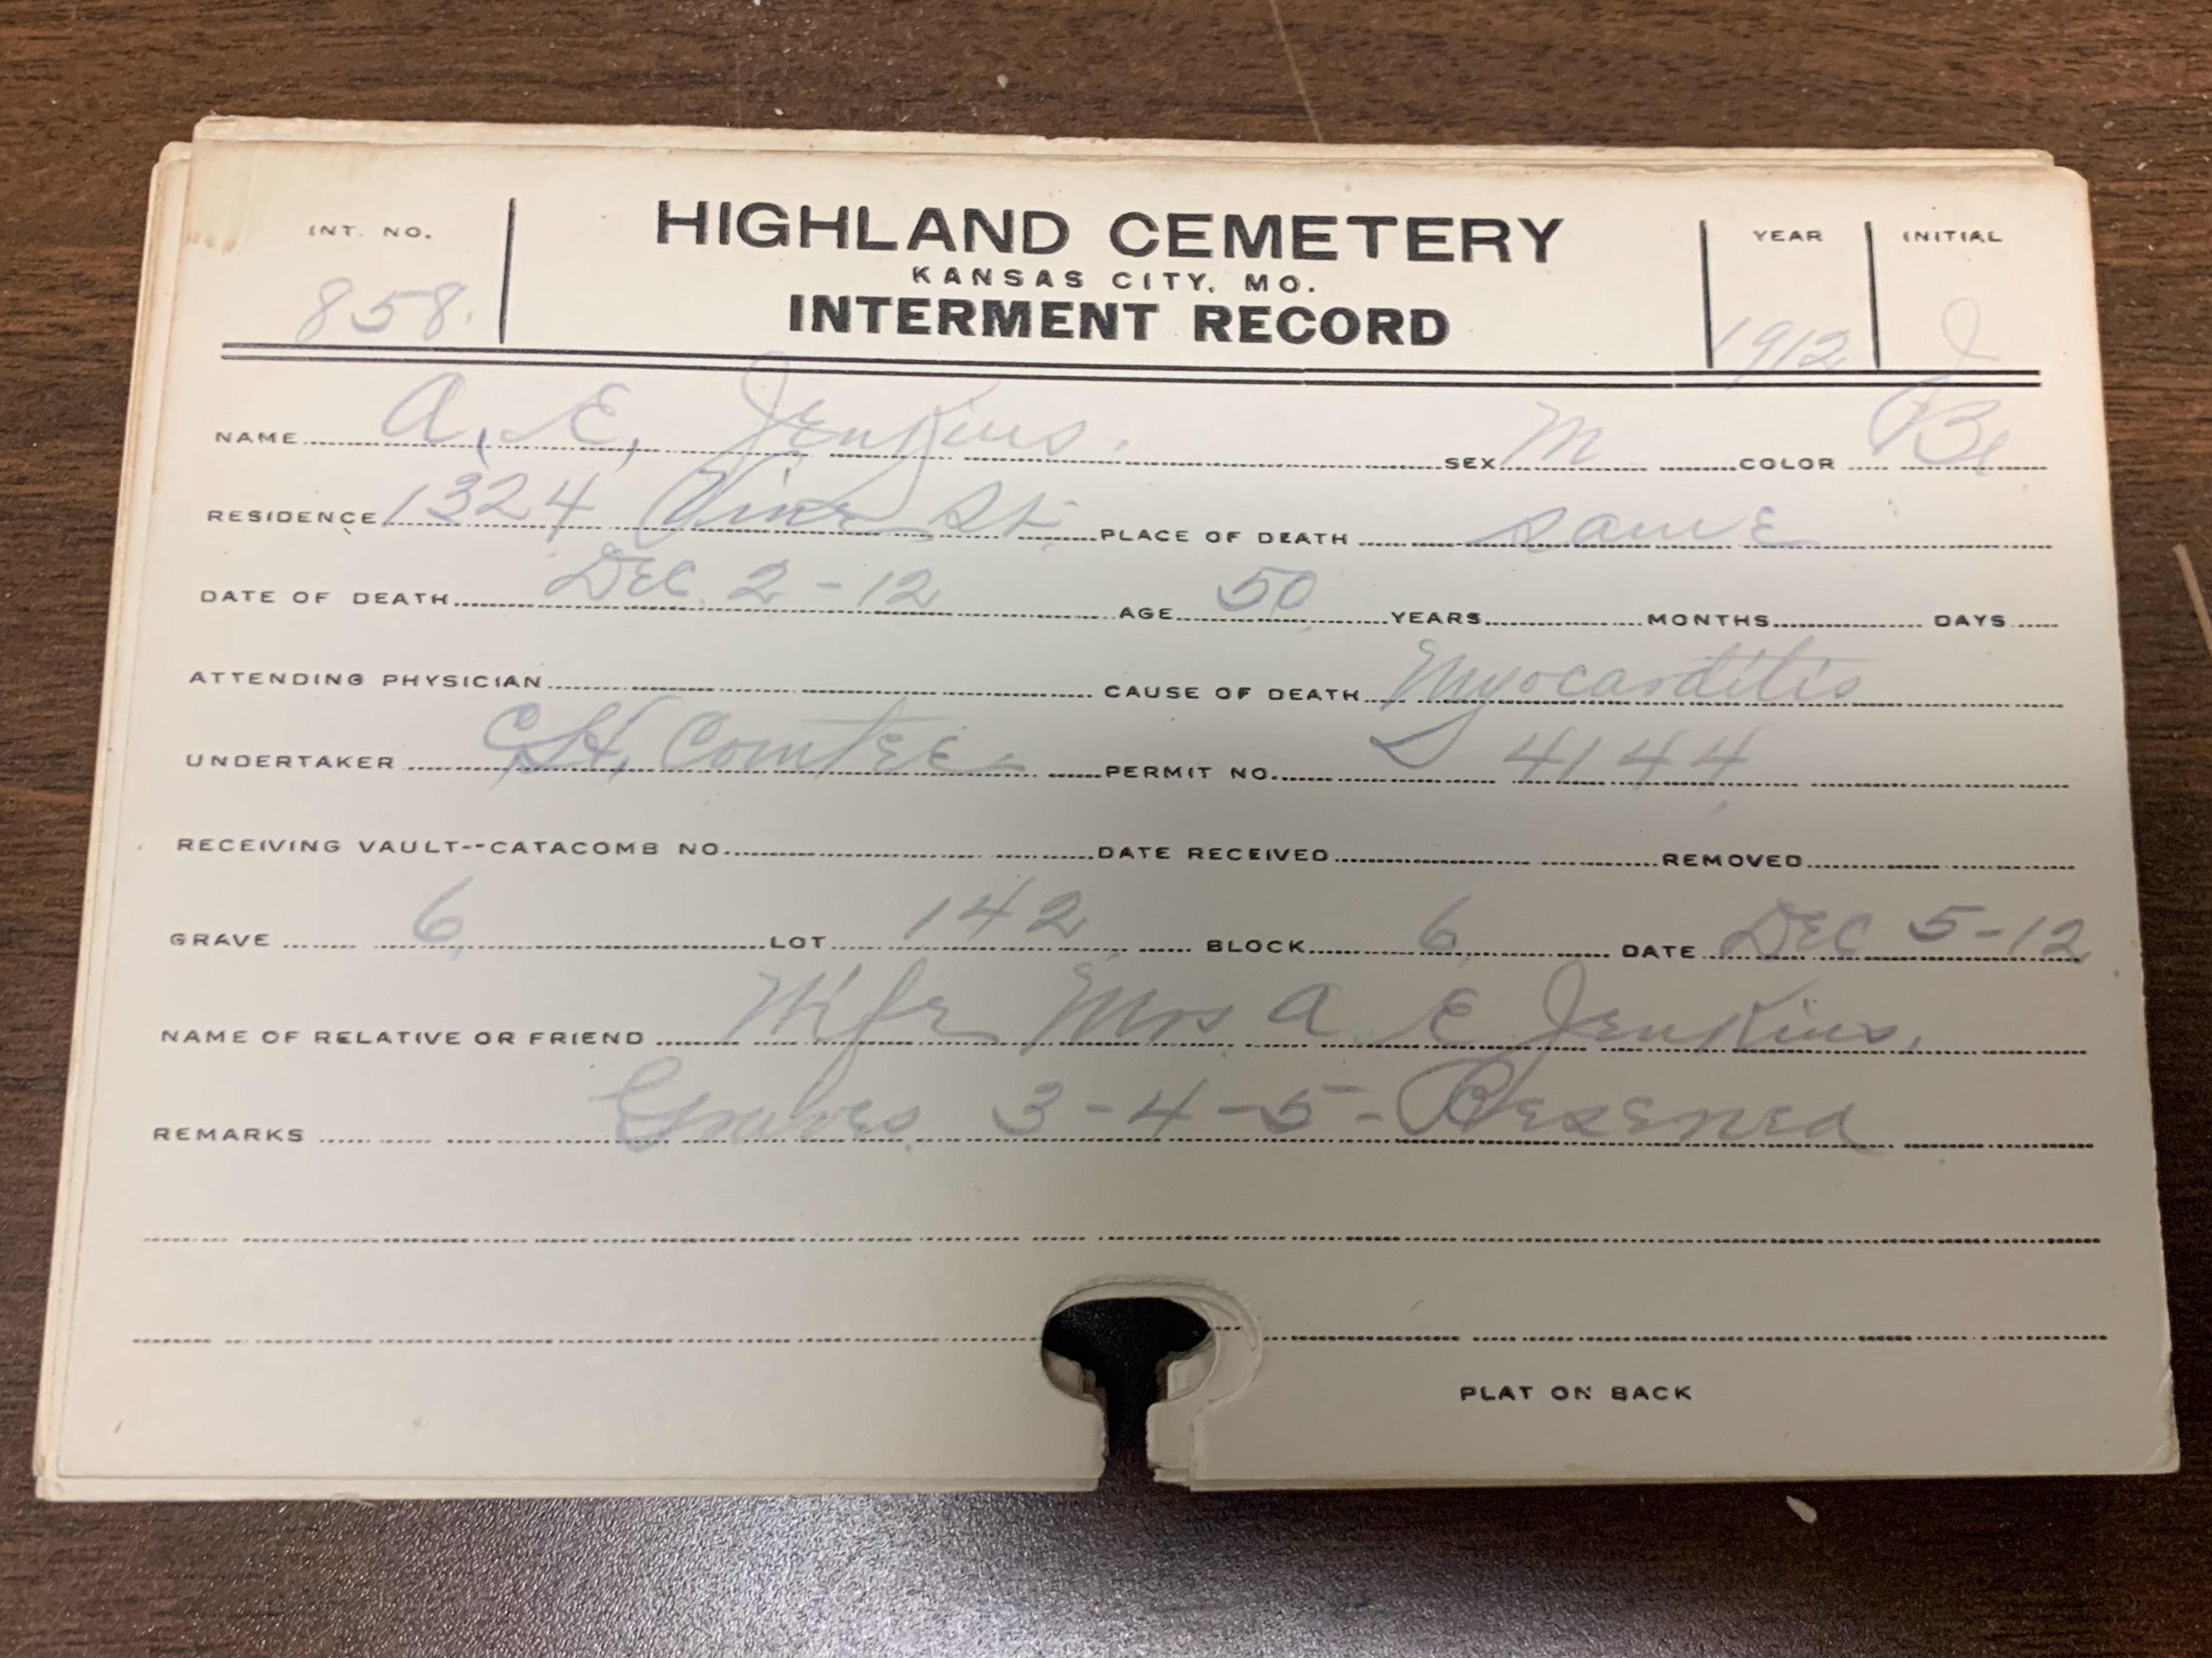 INT. NO. HIGHLAND CEMETERY YEAR INITIAL
KANSAS CITY, MO.
858. INTERMENT RECORD 1912 J
NAME A. E. Jenkins. SEX M COLOR Bl
RESIDENCE 1324 Vine St. PLACE OF DEATH same
DATE OF DEATH Dec. 2-12 AGE 50 YEARS MONTHS DAYS
ATTENDING PHYSICIAN CAUSE OF DEATH Myocarditis
UNDERTAKER C.H. Countee PERMIT NO. S 4144
RECEIVING VAULT--CATACOMB NO. DATE RECEIVED REMOVED
GRAVE 6 LOT 142 BLOCK 6 DATE Dec 5-12
NAME OF RELATIVE OR FRIEND Wife Mrs A E Jenkins.
REMARKS Graves 3-4-5- Reserved
PLAT ON BACK